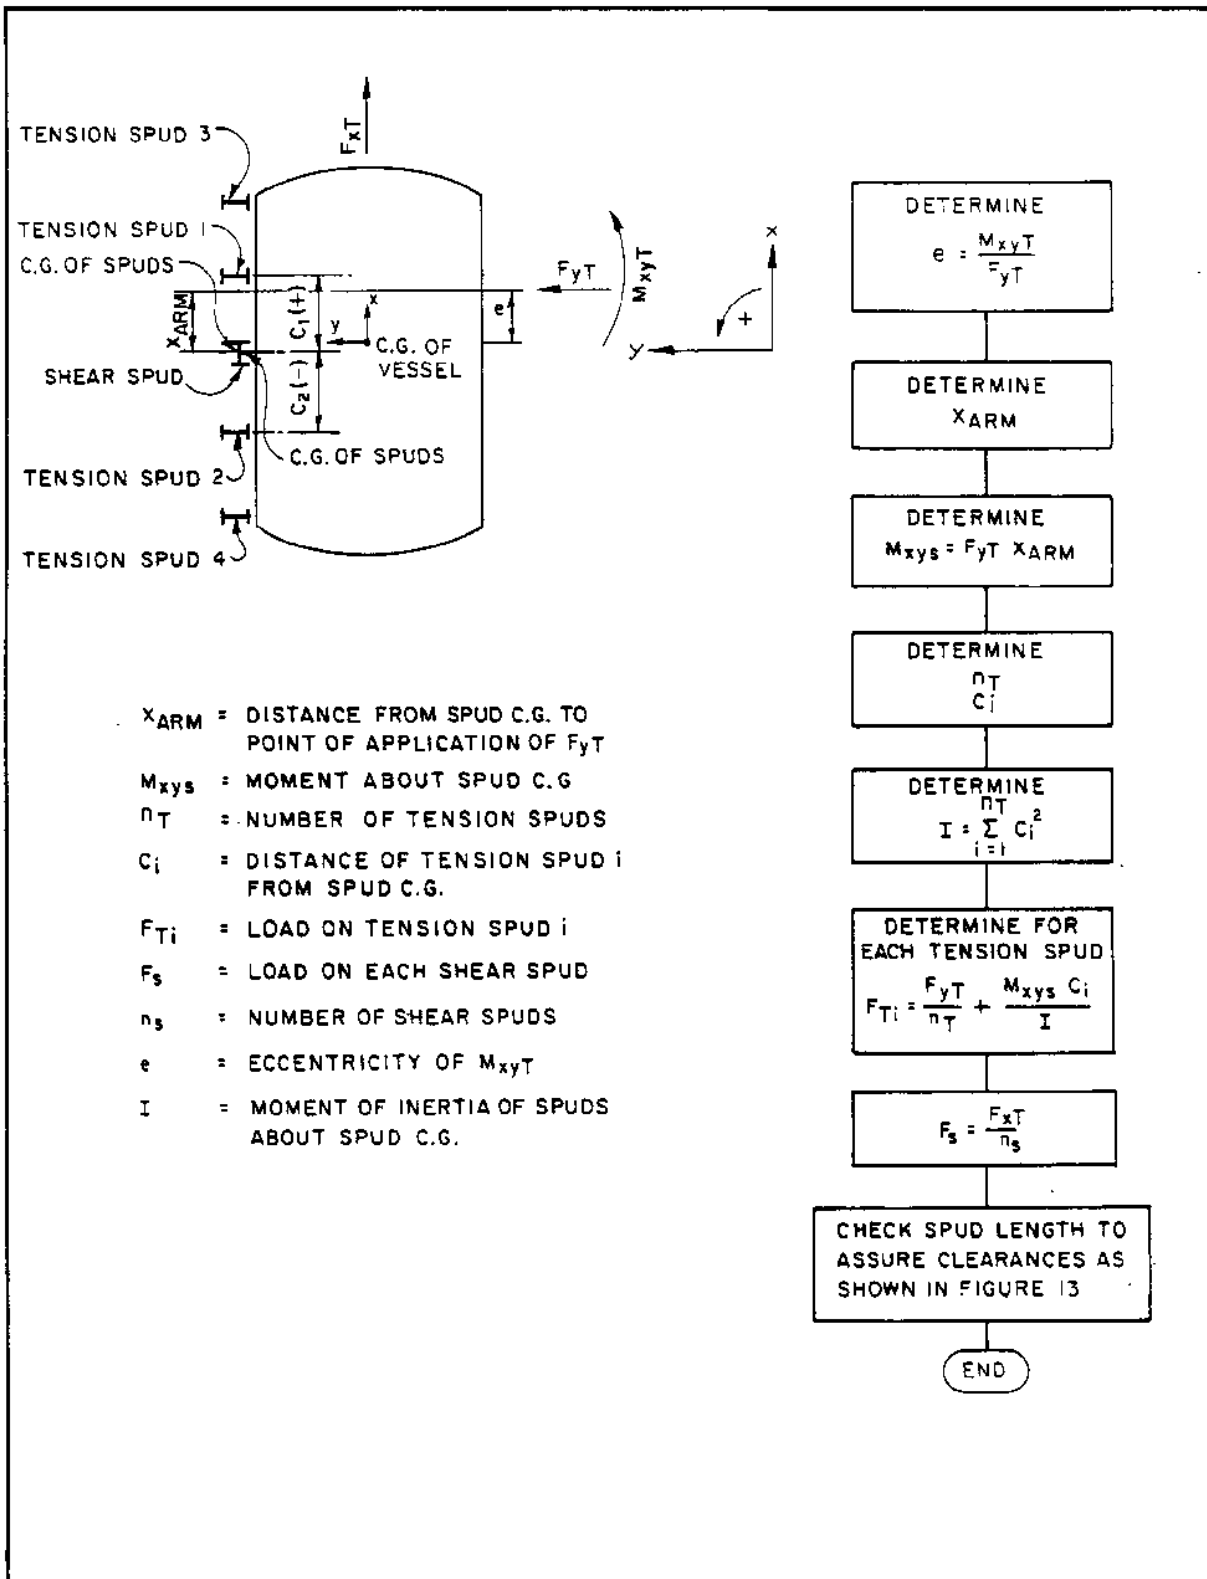 FxT
TENSION SPUD 3
TENSION SPUD 1
C.G. OF SPUDS
XARM
SHEAR SPUD
TENSION SPUD 2
TENSION SPUD 4
C1(+)
C2(-)
y
x
C.G. OF
VESSEL
C.G. OF SPUDS
e
FyT
MxyT
x
+
y
XARM = DISTANCE FROM SPUD C.G. TO
POINT OF APPLICATION OF FyT
Mxys = MOMENT ABOUT SPUD C.G
nT = NUMBER OF TENSION SPUDS
Ci = DISTANCE OF TENSION SPUD i
FROM SPUD C.G.
FTi = LOAD ON TENSION SPUD i
Fs = LOAD ON EACH SHEAR SPUD
ns = NUMBER OF SHEAR SPUDS
e = ECCENTRICITY OF MxyT
I = MOMENT OF INERTIA OF SPUDS
ABOUT SPUD C.G.
DETERMINE
e = MxyT / FyT
DETERMINE
XARM
DETERMINE
Mxys = FyT XARM
DETERMINE
nT
Ci
DETERMINE
nT
I = Σ Ci²
i=1
DETERMINE FOR
EACH TENSION SPUD
FTi = FyT / nT + Mxys Ci / I
Fs = FxT / ns
CHECK SPUD LENGTH TO
ASSURE CLEARANCES AS
SHOWN IN FIGURE 13
END